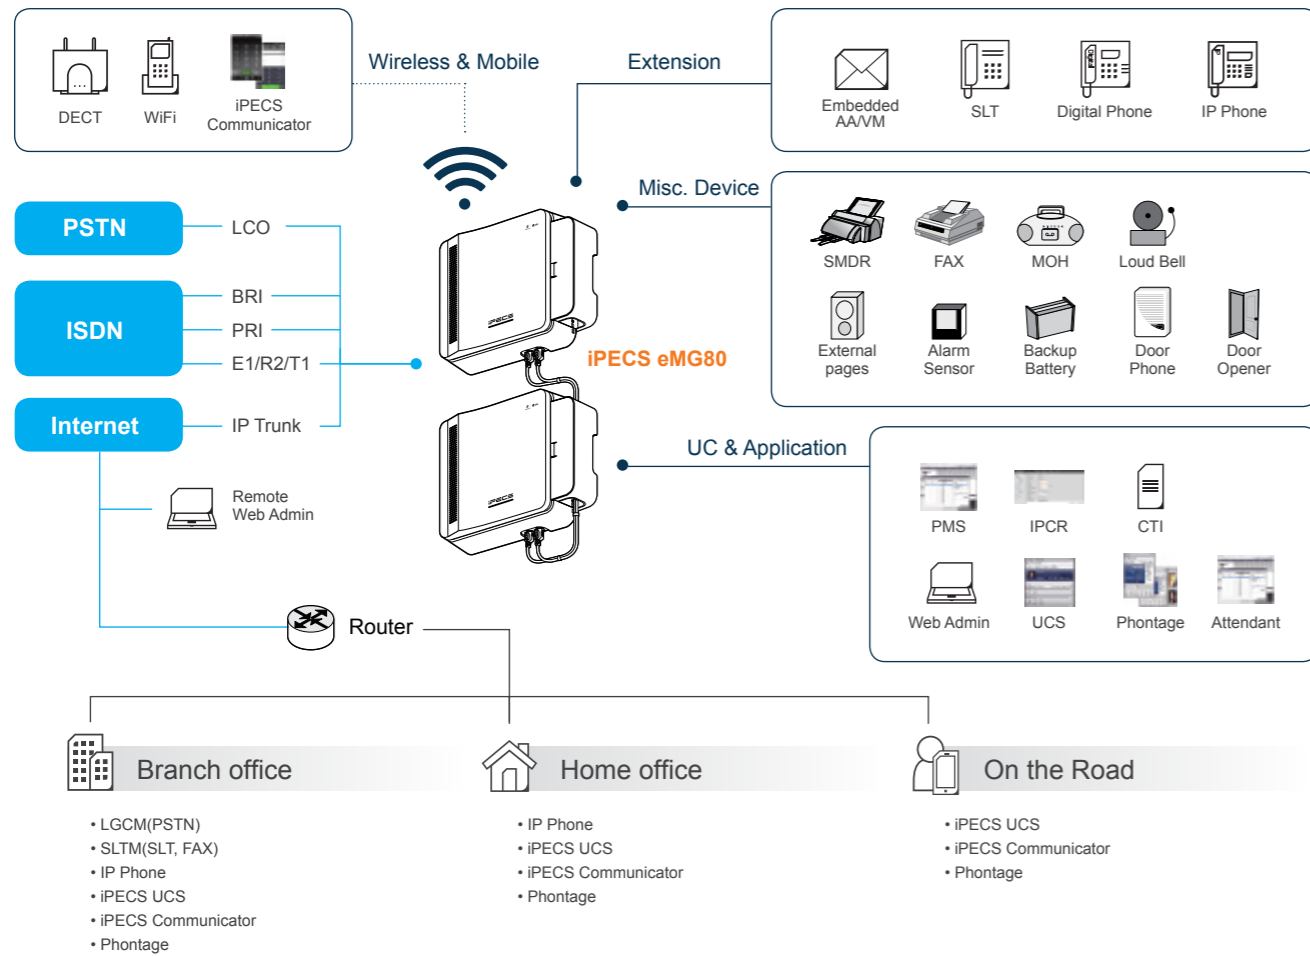 Wireless & Mobile
DECT
WiFi
iPECS
Communicator
Extension
Embedded
AA/VM
SLT
Digital Phone
IP Phone
Misc. Device
SMDR
FAX
MOH
Loud Bell
External
pages
Alarm
Sensor
Backup
Battery
Door
Phone
Door
Opener
PSTN
LCO
ISDN
BRI
PRI
E1/R2/T1
Internet
IP Trunk
Remote
Web Admin
iPECS
iPECS eMG80
iPECS
UC & Application
PMS
IPCR
CTI
Web Admin
UCS
Phontage
Attendant
Router
Branch office
• LGCM(PSTN)
• SLTM(SLT, FAX)
• IP Phone
• iPECS UCS
• iPECS Communicator
• Phontage
Home office
• IP Phone
• iPECS UCS
• iPECS Communicator
• Phontage
On the Road
• iPECS UCS
• iPECS Communicator
• Phontage